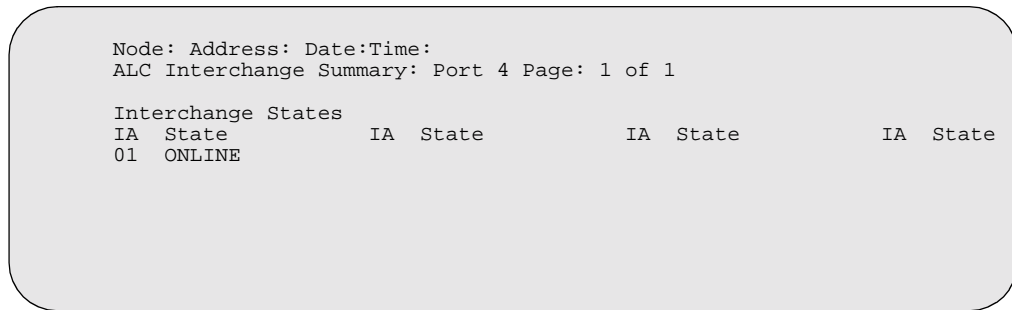 Node: Address: Date:Time:
ALC Interchange Summary: Port 4 Page: 1 of 1
Interchange States
IA State IA State IA State IA State
01 ONLINE